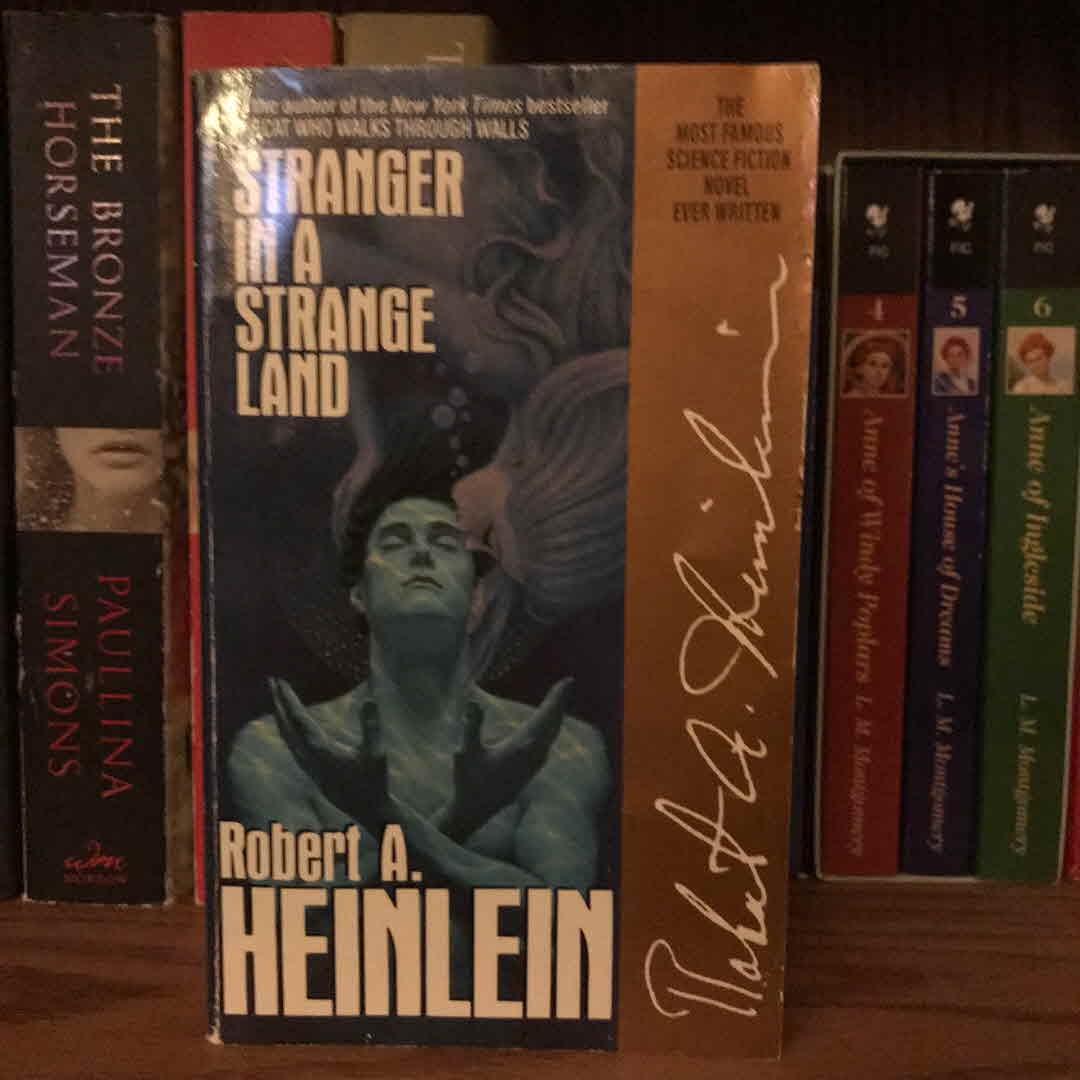 THE BRONZE
HORSEMAN
PAULLINA
SIMONS
the author of the New York Times bestseller
CAT WHO WALKS THROUGH WALLS
STRANGER
IN A
STRANGE
LAND
Robert A.
HEINLEIN
THE
MOST FAMOUS
SCIENCE FICTION
NOVEL
EVER WRITTEN
Robert A. Heinlein
4
Anne of Windy Poplars L. M. Montgomery
5
Anne's House of Dreams L. M. Montgomery
6
Anne of Ingleside L. M. Montgomery